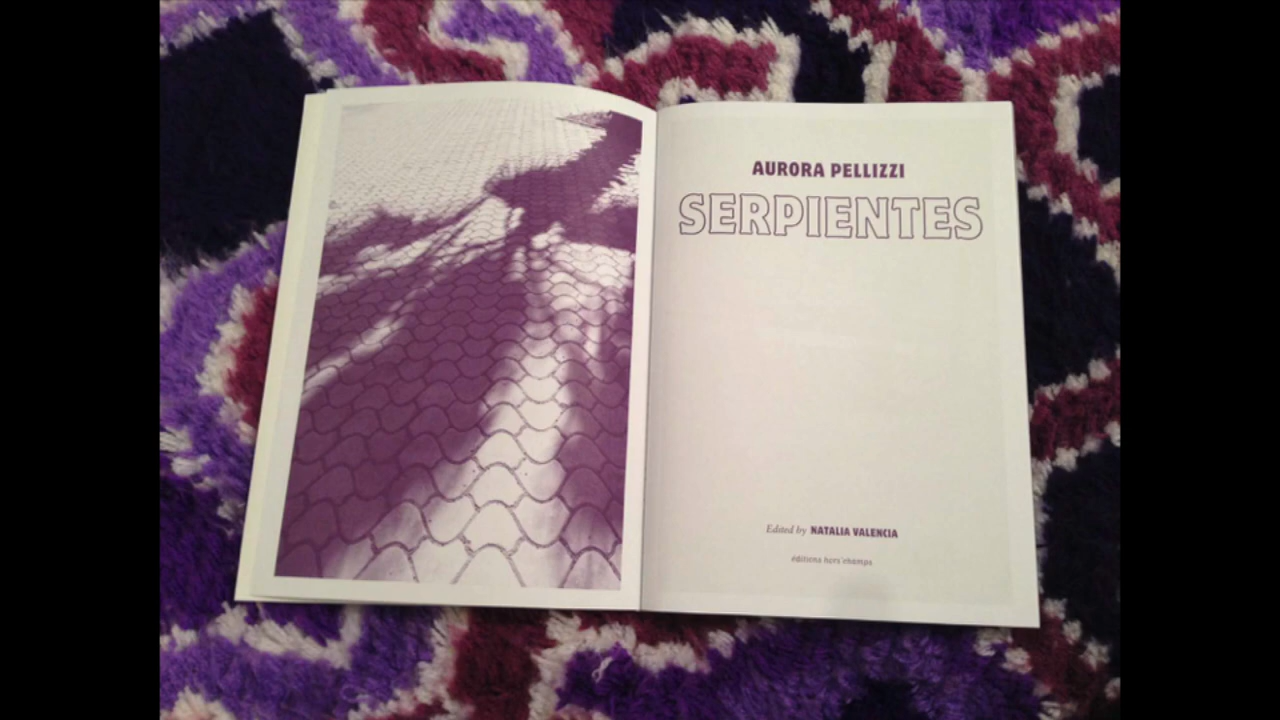 AURORA PELLIZZI
SERPIENTES
Edited by NATALIA VALENCIA
éditions hors'champs